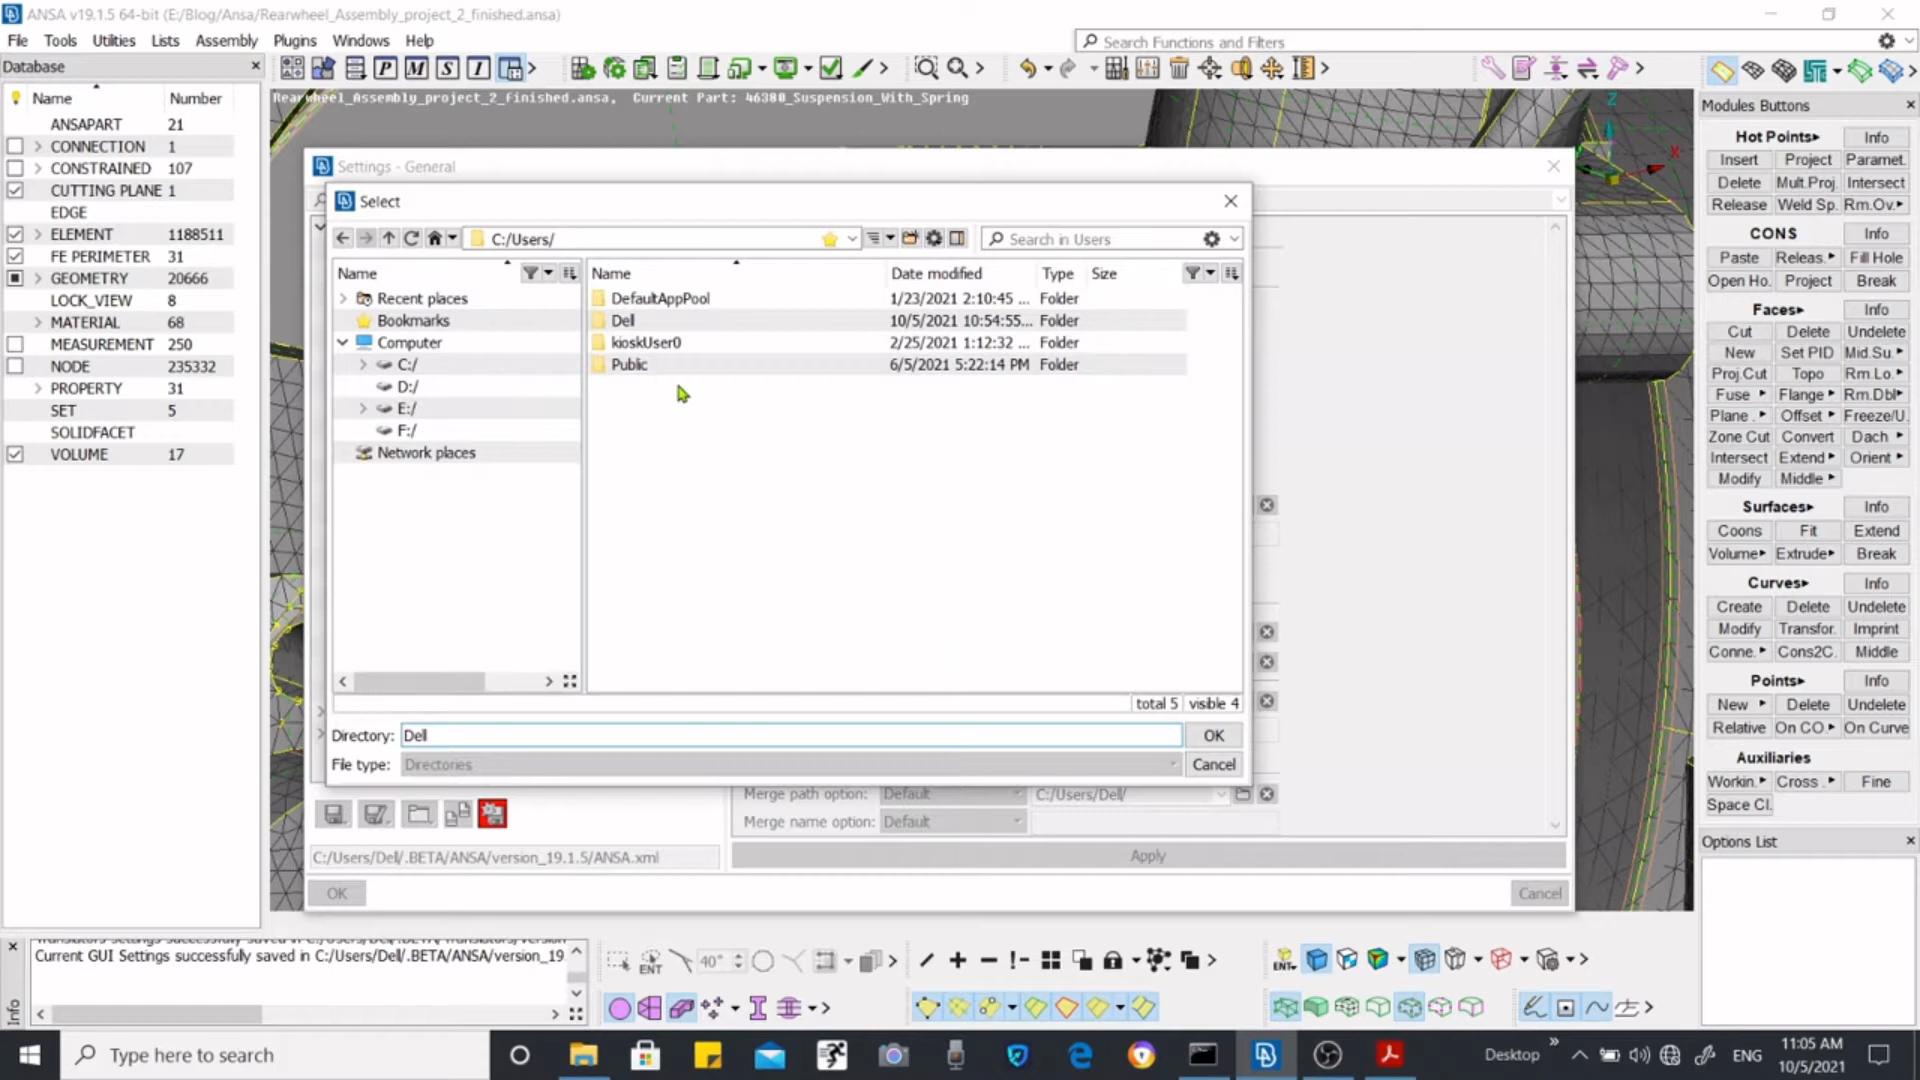 ANSA v19.1.5 64-bit (E:/Blog/Ansa/Rearwheel_Assembly_project_2_finished.ansa)
File Tools Utilities Lists Assembly Plugins Windows Help
Search Functions and Filters
Database
Name Number
ANSAPART 21
CONNECTION 1
CONSTRAINED 107
CUTTING PLANE 1
EDGE
ELEMENT 1188511
FE PERIMETER 31
GEOMETRY 20666
LOCK_VIEW 8
MATERIAL 68
MEASUREMENT 250
NODE 235332
PROPERTY 31
SET 5
SOLIDFACET
VOLUME 17
P M S I
Rearwheel_Assembly_project_2_finished.ansa, Current Part: 46380_Suspension_With_Spring
Z
X
Settings - General
Select
C:/Users/
Search in Users
Name
Recent places
Bookmarks
Computer
C:/
D:/
E:/
F:/
Network places
Name Date modified Type Size
DefaultAppPool 1/23/2021 2:10:45 ... Folder
Dell 10/5/2021 10:54:55... Folder
kioskUser0 2/25/2021 1:12:32 ... Folder
Public 6/5/2021 5:22:14 PM Folder
total 5 visible 4
Directory: Dell OK
File type: Directories Cancel
Merge path option: Default C:/Users/Dell/
Merge name option: Default
C:/Users/Dell/.BETA/ANSA/version_19.1.5/ANSA.xml
Apply
OK Cancel
Modules Buttons
Hot Points Info
Insert Project Paramet.
Delete Mult.Proj. Intersect
Release Weld Sp. Rm.Ov.
CONS Info
Paste Releas. Fill Hole
Open Ho. Project Break
Faces Info
Cut Delete Undelete
New Set PID Mid.Su.
Proj.Cut Topo Rm.Lo.
Fuse Flange Rm.Dbl
Plane . Offset Freeze/U.
Zone Cut Convert Dach
Intersect Extend Orient
Modify Middle
Surfaces Info
Coons Fit Extend
Volume Extrude Break
Curves Info
Create Delete Undelete
Modify Transfor. Imprint
Conne. Cons2C. Middle
Points Info
New Delete Undelete
Relative On CO. On Curve
Auxiliaries
Workin. Cross . Fine
Space Cl.
Options List
Current GUI Settings successfully saved in C:/Users/Dell/.BETA/ANSA/version_19.
Info
ENT 40°
ENT
Type here to search
Desktop ENG 11:05 AM
10/5/2021